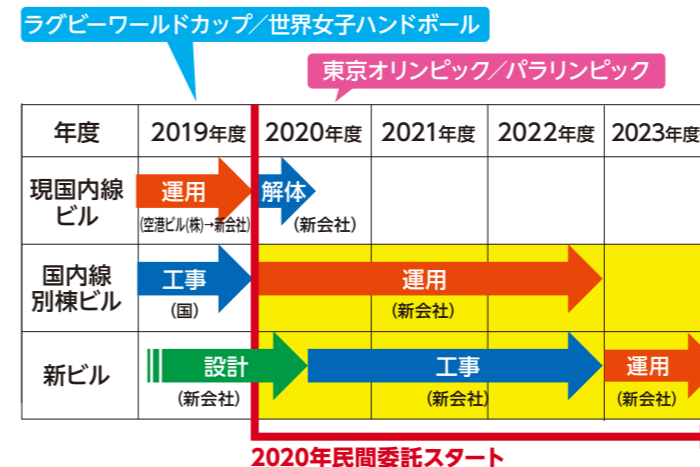 ラグビーワールドカップ／世界女子ハンドボール
東京オリンピック／パラリンピック
年度 2019年度 2020年度 2021年度 2022年度 2023年度
現国内線
ビル
運用
(空港ビル(株)→新会社)
解体
(新会社)
国内線
別棟ビル
工事
(国)
運用
(新会社)
新ビル
設計
(新会社)
工事
(新会社)
運用
(新会社)
2020年民間委託スタート